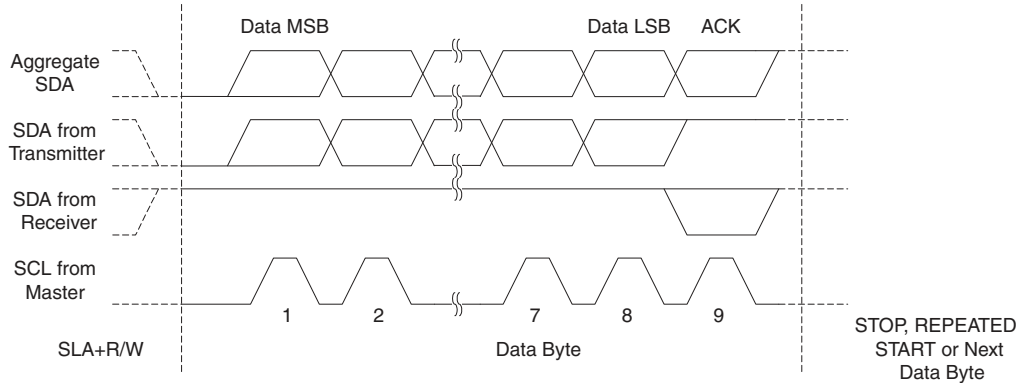 Data MSB
Data LSB
ACK
Aggregate
SDA
SDA from
Transmitter
SDA from
Receiver
SCL from
Master
1
2
7
8
9
SLA+R/W
Data Byte
STOP, REPEATED
START or Next
Data Byte